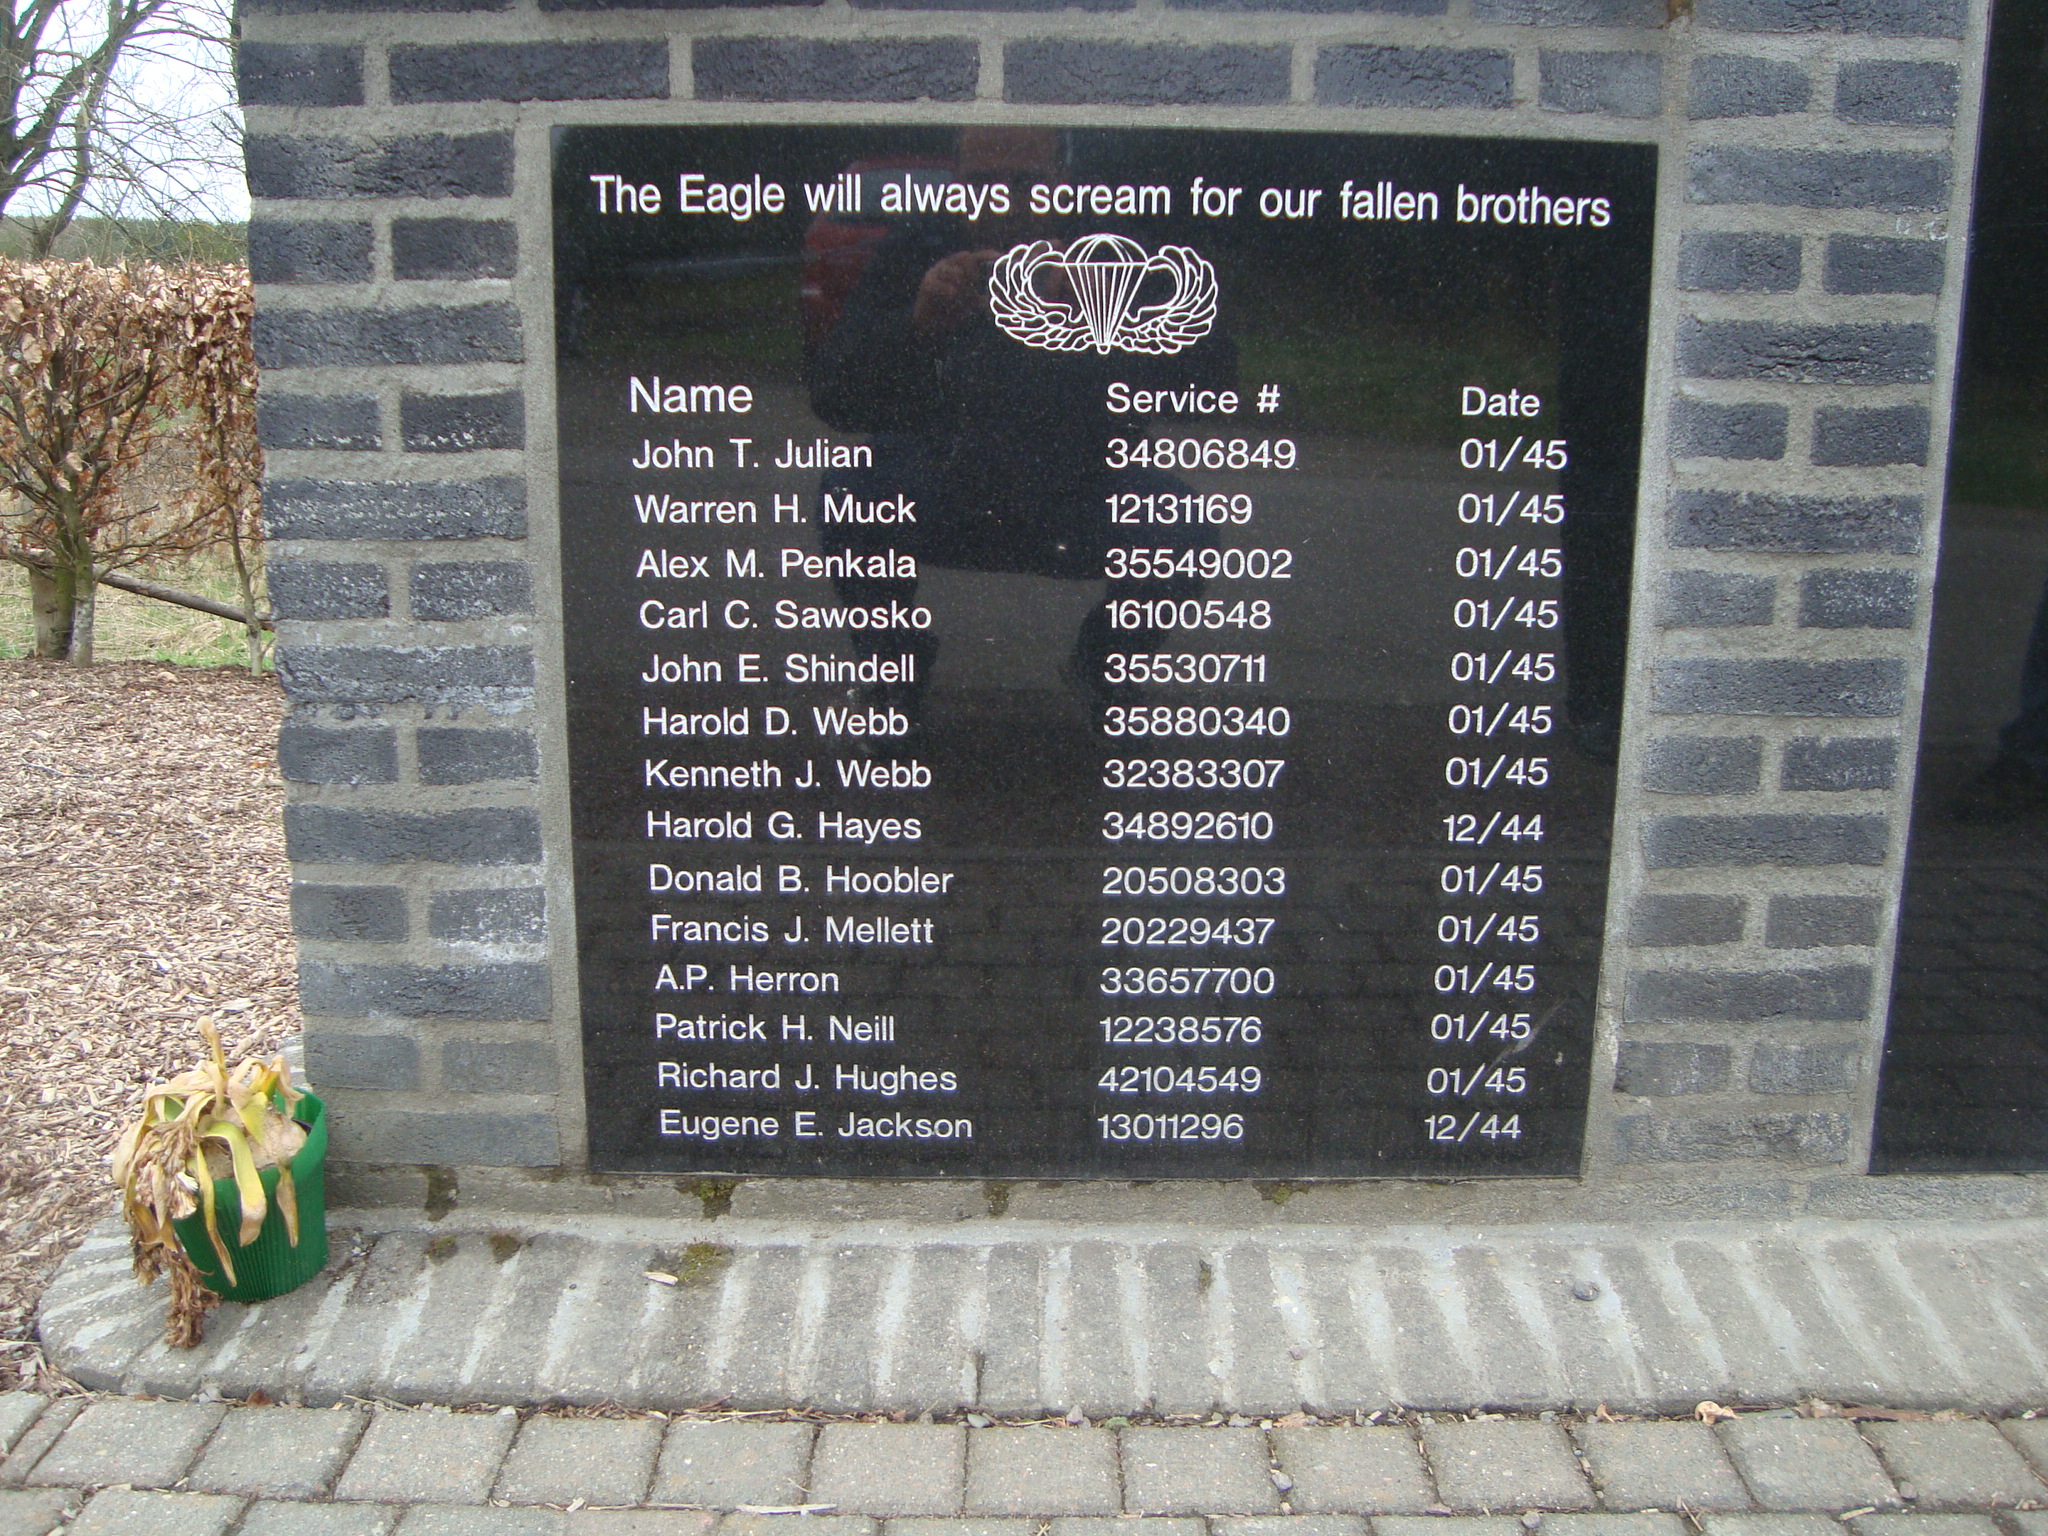 The Eagle will always scream for our fallen brothers
Name Service # Date
John T. Julian 34806849 01/45
Warren H. Muck 12131169 01/45
Alex M. Penkala 35549002 01/45
Carl C. Sawosko 16100548 01/45
John E. Shindell 35530711 01/45
Harold D. Webb 35880340 01/45
Kenneth J. Webb 32383307 01/45
Harold G. Hayes 34892610 12/44
Donald B. Hoobler 20508303 01/45
Francis J. Mellett 20229437 01/45
A.P. Herron 33657700 01/45
Patrick H. Neill 12238576 01/45
Richard J. Hughes 42104549 01/45
Eugene E. Jackson 13011296 12/44